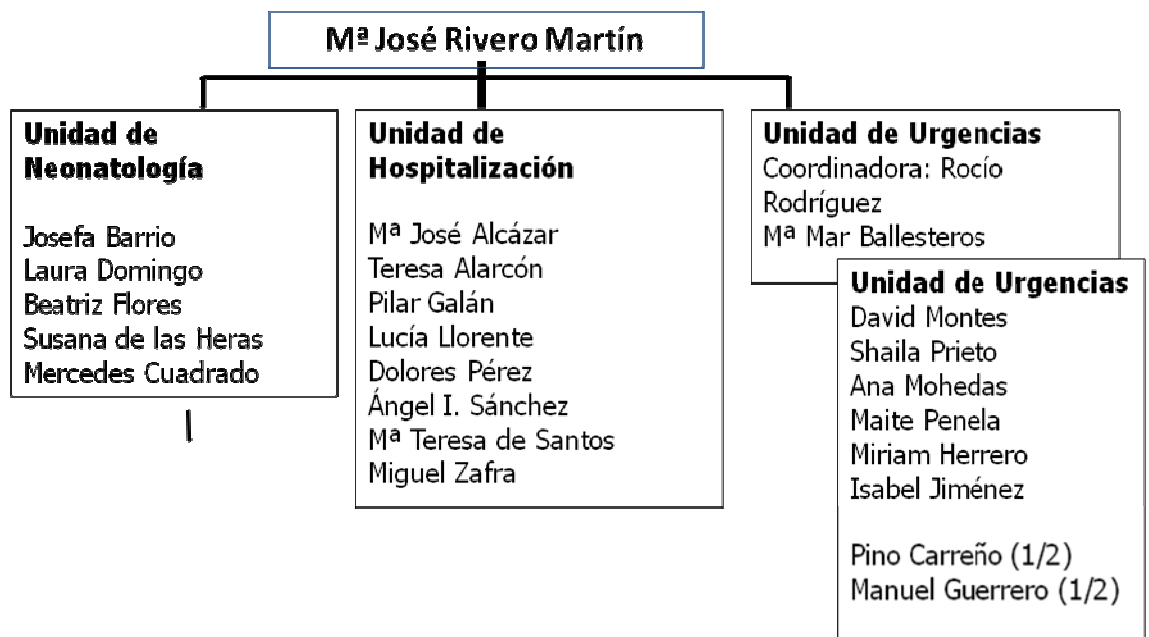 Mª José Rivero Martín
Unidad de
Neonatología
Josefa Barrio
Laura Domingo
Beatriz Flores
Susana de las Heras
Mercedes Cuadrado
Unidad de
Hospitalización
Mª José Alcázar
Teresa Alarcón
Pilar Galán
Lucía Llorente
Dolores Pérez
Ángel I. Sánchez
Mª Teresa de Santos
Miguel Zafra
Unidad de Urgencias
Coordinadora: Rocío
Rodríguez
Mª Mar Ballesteros
Unidad de Urgencias
David Montes
Shaila Prieto
Ana Mohedas
Maite Penela
Miriam Herrero
Isabel Jiménez
Pino Carreño (1/2)
Manuel Guerrero (1/2)